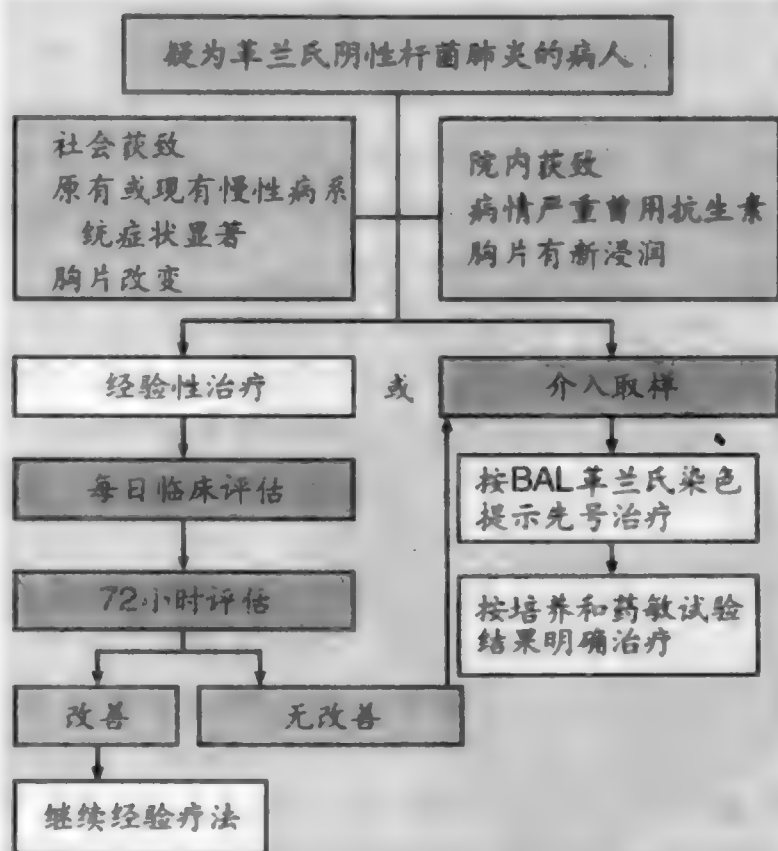 疑为革兰氏阴性杆菌肺炎的病人
社会获致
原有或现有慢性病系
统症状显著
胸片改变
院内获致
病情严重曾用抗生素
胸片有新浸润
经验性治疗
或
介入取样
每日临床评估
按BAL革兰氏染色
提示先号治疗
72小时评估
按培养和药敏试验
结果明确治疗
改善
无改善
继续经验疗法